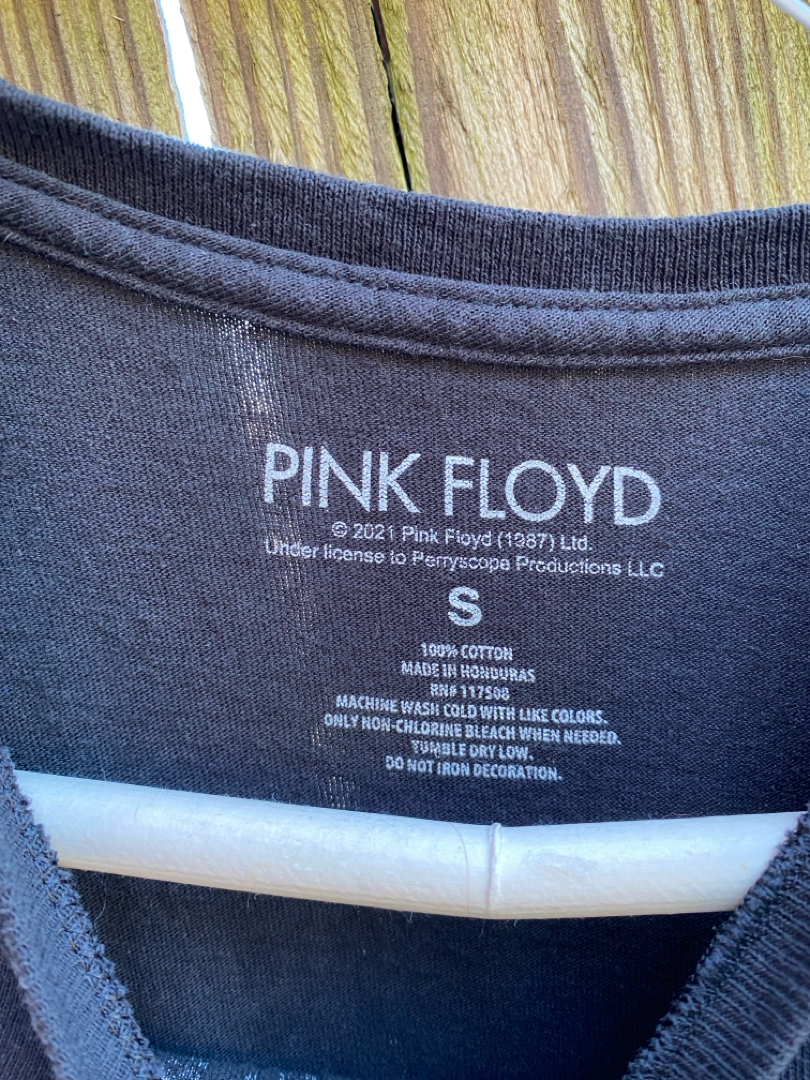 PINK FLOYD
© 2021 Pink Floyd (1987) Ltd.
Under license to Perryscope Productions LLC
S
100% COTTON
MADE IN HONDURAS
RN# 117508
MACHINE WASH COLD WITH LIKE COLORS.
ONLY NON-CHLORINE BLEACH WHEN NEEDED.
TUMBLE DRY LOW.
DO NOT IRON DECORATION.